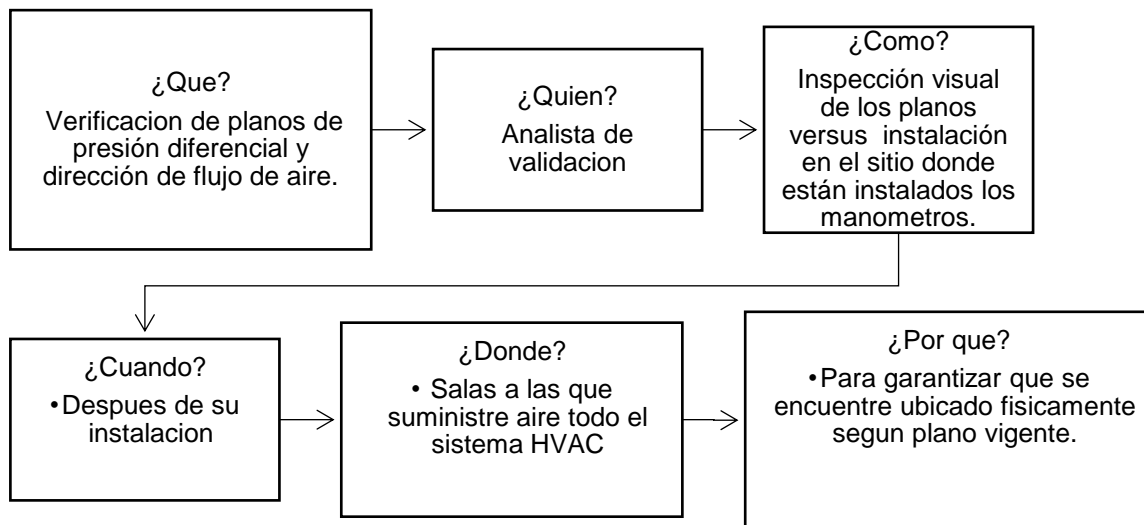 ¿Que?
Verificacion de planos de
presión diferencial y
dirección de flujo de aire.
¿Quien?
Analista de
validacion
¿Como?
Inspección visual
de los planos
versus instalación
en el sitio donde
están instalados los
manometros.
¿Cuando?
•Despues de su
instalacion
¿Donde?
• Salas a las que
suministre aire todo el
sistema HVAC
¿Por que?
•Para garantizar que se
encuentre ubicado fisicamente
segun plano vigente.